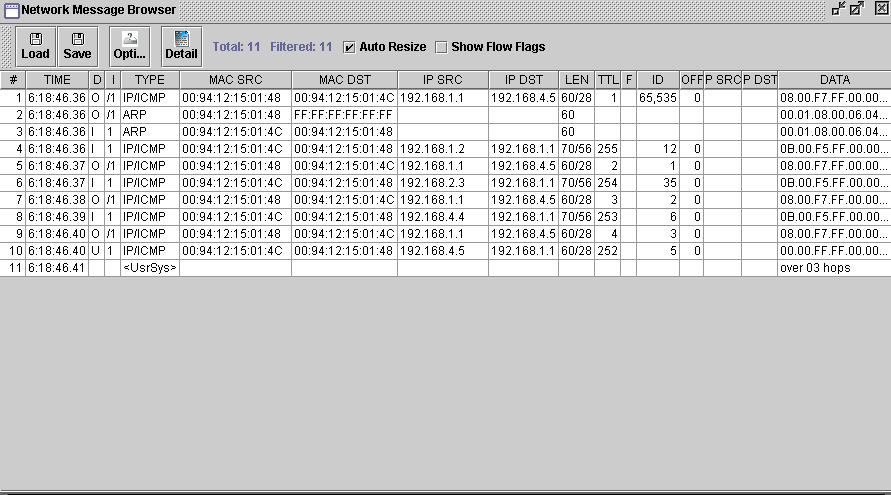 Network Message Browser
Load Save Opti... Detail Total: 11 Filtered: 11 Auto Resize Show Flow Flags
# TIME D I TYPE MAC SRC MAC DST IP SRC IP DST LEN TTL F ID OFF P SRC P DST DATA
1 6:18:46.36 O /1 IP/ICMP 00:94:12:15:01:48 00:94:12:15:01:4C 192.168.1.1 192.168.4.5 60/28 1 65,535 0 08.00.F7.FF.00.00...
2 6:18:46.36 O /1 ARP 00:94:12:15:01:48 FF:FF:FF:FF:FF:FF 60 00.01.08.00.06.04...
3 6:18:46.36 I 1 ARP 00:94:12:15:01:4C 00:94:12:15:01:48 60 00.01.08.00.06.04...
4 6:18:46.36 I 1 IP/ICMP 00:94:12:15:01:4C 00:94:12:15:01:48 192.168.1.2 192.168.1.1 70/56 255 12 0 0B.00.F5.FF.00.00...
5 6:18:46.37 O /1 IP/ICMP 00:94:12:15:01:48 00:94:12:15:01:4C 192.168.1.1 192.168.4.5 60/28 2 1 0 08.00.F7.FF.00.00...
6 6:18:46.37 I 1 IP/ICMP 00:94:12:15:01:4C 00:94:12:15:01:48 192.168.2.3 192.168.1.1 70/56 254 35 0 0B.00.F5.FF.00.00...
7 6:18:46.38 O /1 IP/ICMP 00:94:12:15:01:48 00:94:12:15:01:4C 192.168.1.1 192.168.4.5 60/28 3 2 0 08.00.F7.FF.00.00...
8 6:18:46.39 I 1 IP/ICMP 00:94:12:15:01:4C 00:94:12:15:01:48 192.168.4.4 192.168.1.1 70/56 253 6 0 0B.00.F5.FF.00.00...
9 6:18:46.40 O /1 IP/ICMP 00:94:12:15:01:48 00:94:12:15:01:4C 192.168.1.1 192.168.4.5 60/28 4 3 0 08.00.F7.FF.00.00...
10 6:18:46.40 U 1 IP/ICMP 00:94:12:15:01:4C 00:94:12:15:01:48 192.168.4.5 192.168.1.1 60/28 252 5 0 00.00.FF.FF.00.00...
11 6:18:46.41 <UsrSys> over 03 hops